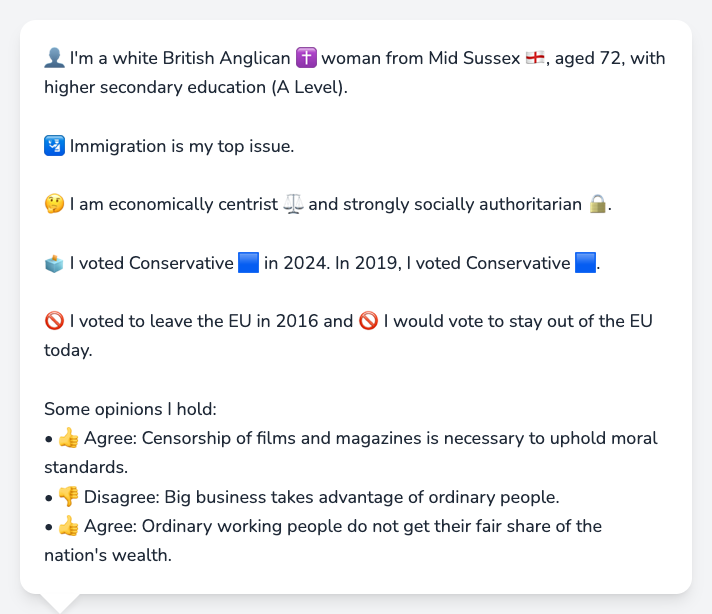 👤 I'm a white British Anglican ✝️ woman from Mid Sussex 🏴󠁧󠁢󠁥󠁮󠁧󠁿, aged 72, with
higher secondary education (A Level).
🛂 Immigration is my top issue.
🤔 I am economically centrist ⚖️ and strongly socially authoritarian 🔒.
🗳️ I voted Conservative 🟦 in 2024. In 2019, I voted Conservative 🟦.
🚫 I voted to leave the EU in 2016 and 🚫 I would vote to stay out of the EU
today.
Some opinions I hold:
• 👍 Agree: Censorship of films and magazines is necessary to uphold moral
standards.
• 👎 Disagree: Big business takes advantage of ordinary people.
• 👍 Agree: Ordinary working people do not get their fair share of the
nation's wealth.